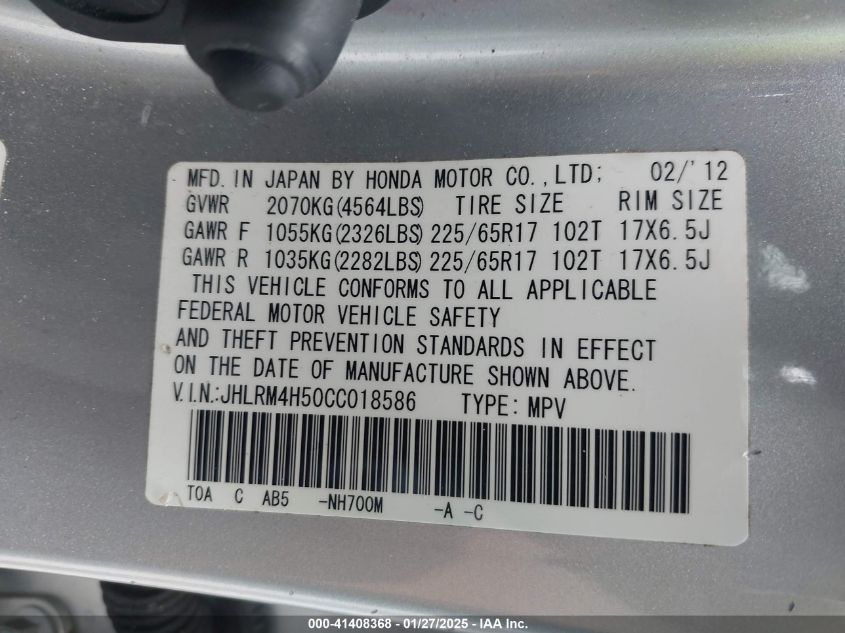 MFD. IN JAPAN BY HONDA MOTOR CO.,LTD; 02/'12
GVWR 2070KG(4564LBS) TIRE SIZE RIM SIZE
GAWR F 1055KG(2326LBS) 225/65R17 102T 17X6.5J
GAWR R 1035KG(2282LBS) 225/65R17 102T 17X6.5J
THIS VEHICLE CONFORMS TO ALL APPLICABLE
FEDERAL MOTOR VEHICLE SAFETY
AND THEFT PREVENTION STANDARDS IN EFFECT
ON THE DATE OF MANUFACTURE SHOWN ABOVE.
V.I.N.:JHLRM4H50CC018586 TYPE: MPV
TOA C AB5 -NH700M -A -C
000-41408368 - 01/27/2025 - IAA Inc.